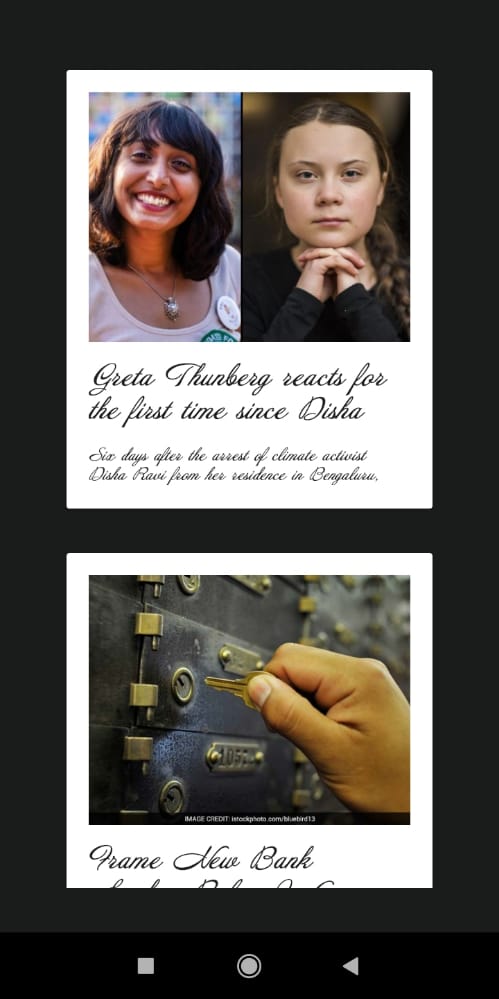 Greta Thunberg reacts for
the first time since Disha
Six days after the arrest of climate activist
Disha Ravi from her residence in Bengaluru,
IMAGE CREDIT: istockphoto.com/bluebird13
Frame New Bank